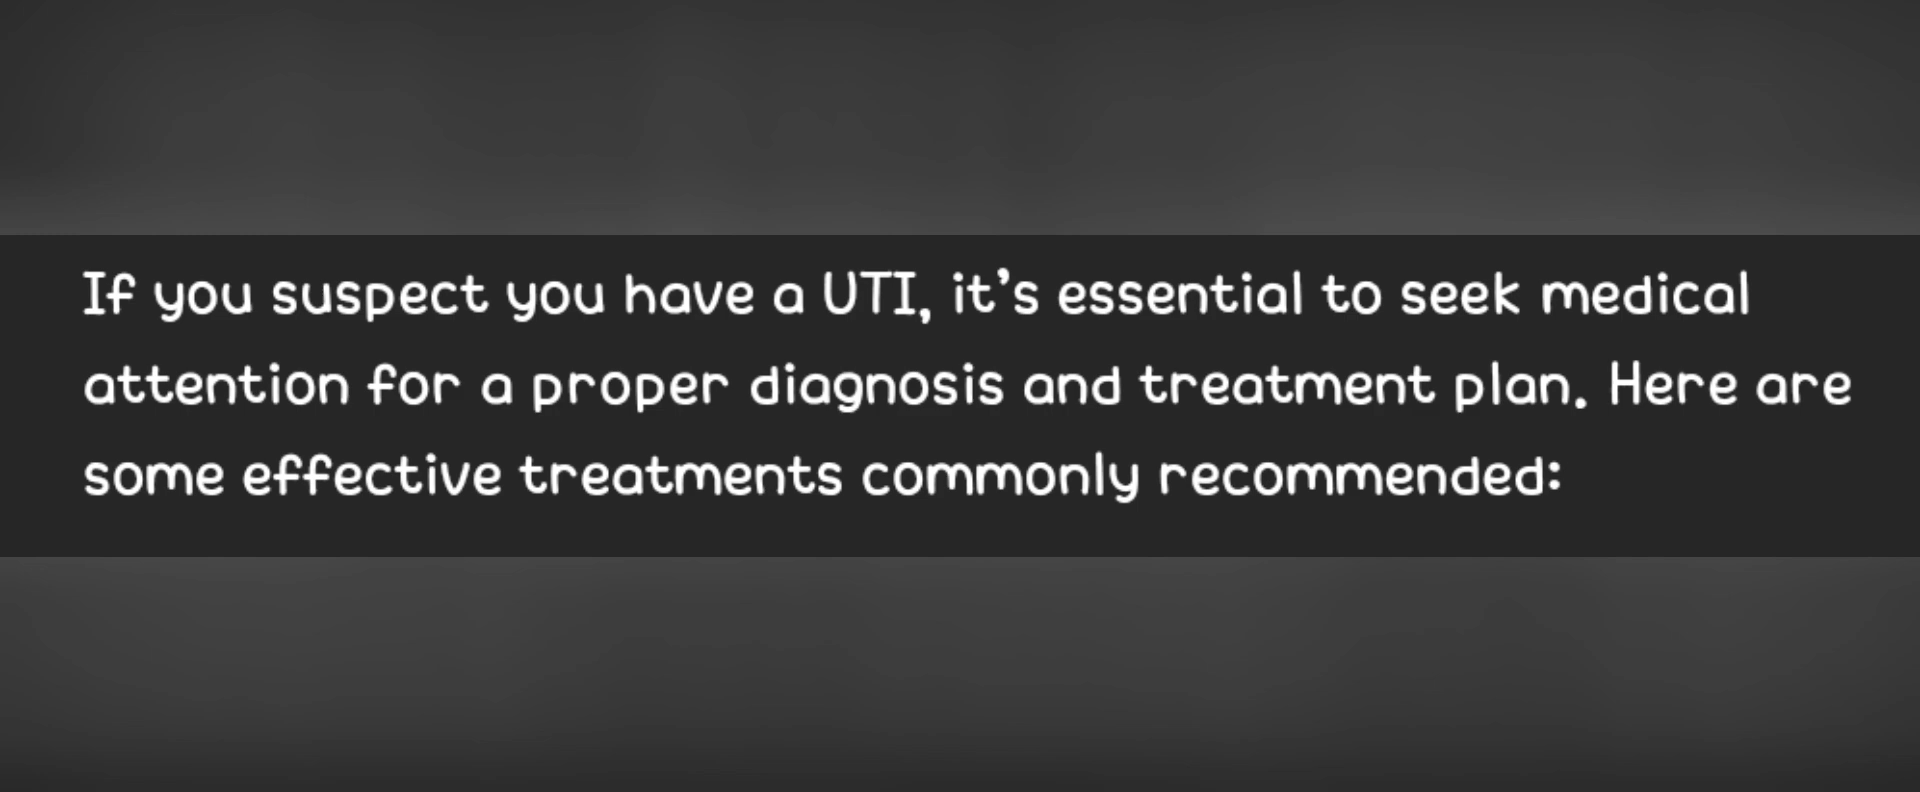 If you suspect you have a UTI, it’s essential to seek medical
attention for a proper diagnosis and treatment plan. Here are
some effective treatments commonly recommended: